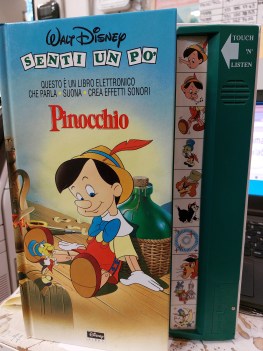 WALT DISNEY
SENTI UN PO'
QUESTO È UN LIBRO ELETTRONICO
CHE PARLA • SUONA • CREA EFFETTI SONORI
Pinocchio
TOUCH
'N'
LISTEN
Disney